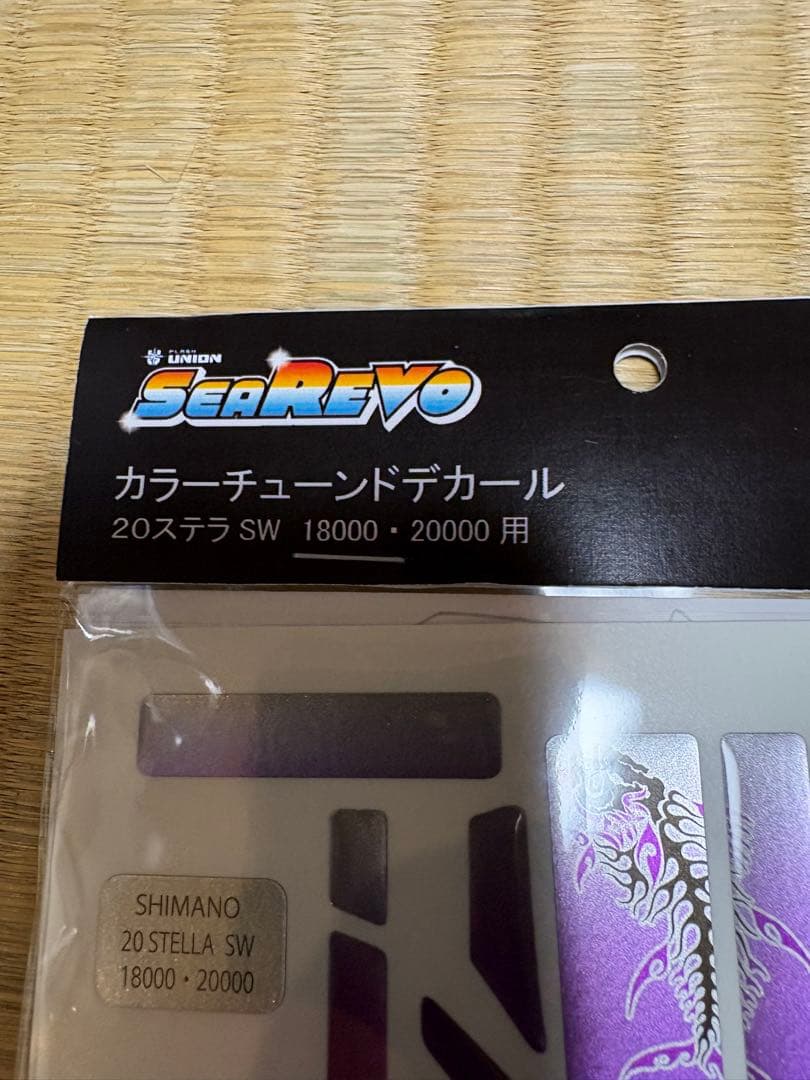 FLASH
UNION
SEAREVO
カラーチューンドデカール
20ステラ SW 18000・20000 用
SHIMANO
20 STELLA SW
18000・20000